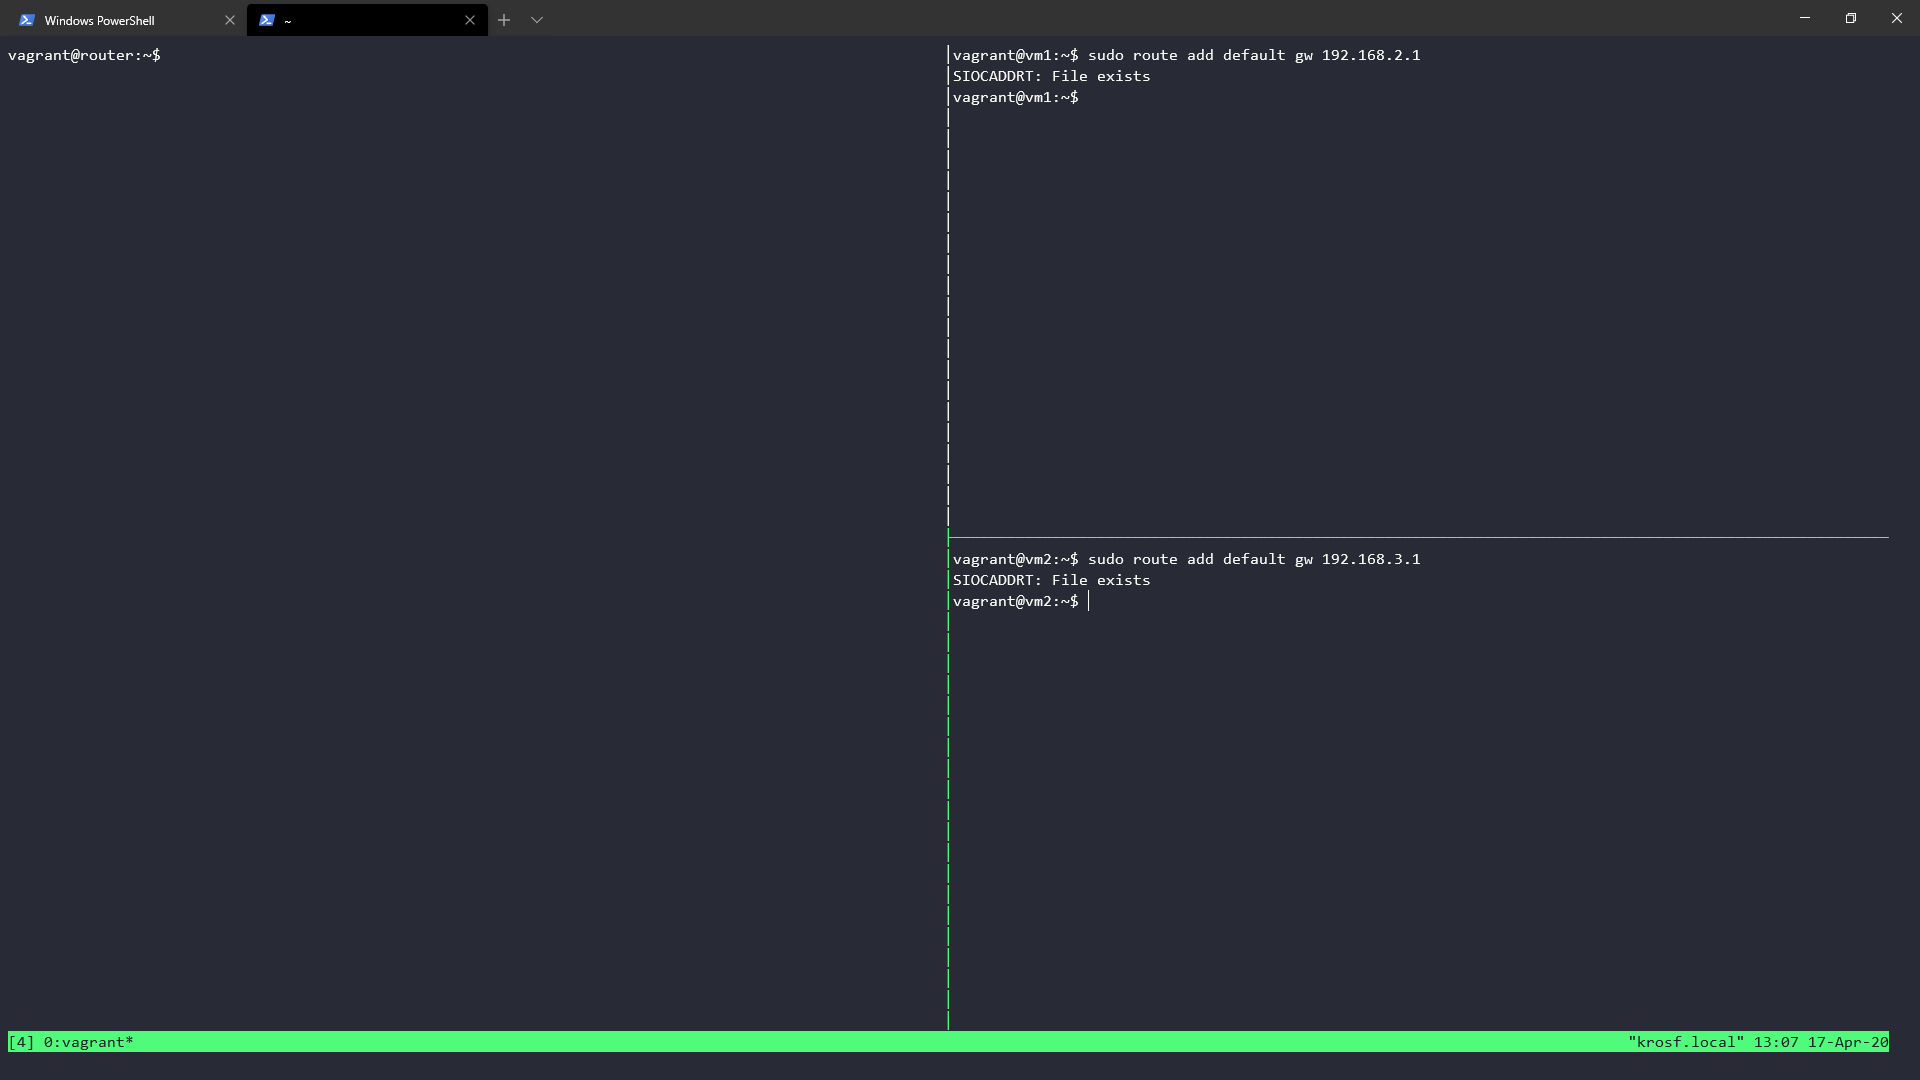 Windows PowerShell
~
vagrant@router:~$
vagrant@vm1:~$ sudo route add default gw 192.168.2.1
SIOCADDRT: File exists
vagrant@vm1:~$
vagrant@vm2:~$ sudo route add default gw 192.168.3.1
SIOCADDRT: File exists
vagrant@vm2:~$
[4] 0:vagrant* "krosf.local" 13:07 17-Apr-20